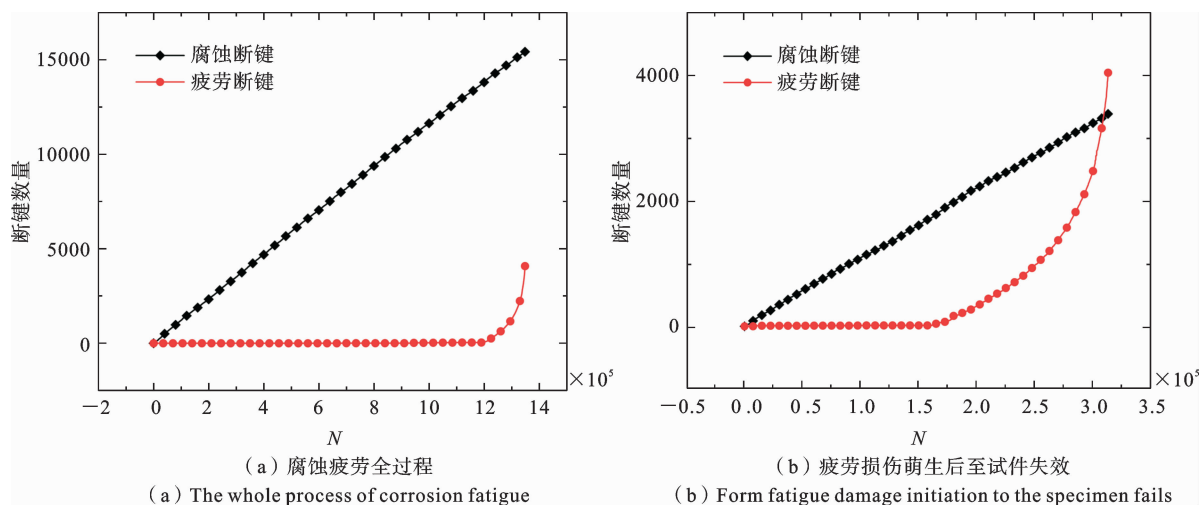 腐蚀断键
疲劳断键
断键数量
15000
10000
5000
0
−2 0 2 4 6 8 10 12 14
×10⁵
N
(a)腐蚀疲劳全过程
(a) The whole process of corrosion fatigue
腐蚀断键
疲劳断键
断键数量
4000
2000
0
−0.5 0.0 0.5 1.0 1.5 2.0 2.5 3.0 3.5
×10⁵
N
(b)疲劳损伤萌生后至试件失效
(b) Form fatigue damage initiation to the specimen fails